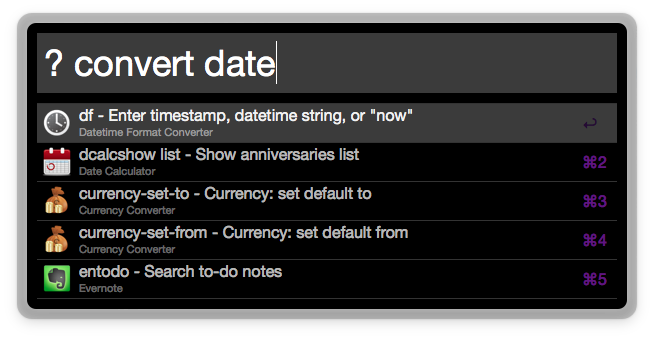 ? convert date
df - Enter timestamp, datetime string, or "now"
Datetime Format Converter
↩
dcalcshow list - Show anniversaries list
Date Calculator
⌘2
currency-set-to - Currency: set default to
Currency Converter
⌘3
currency-set-from - Currency: set default from
Currency Converter
⌘4
entodo - Search to-do notes
Evernote
⌘5